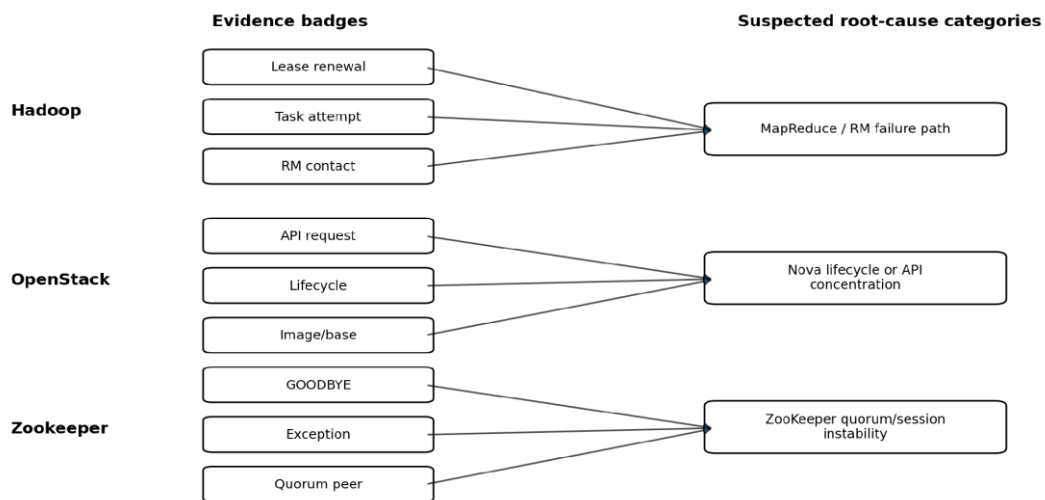 Evidence badges
Suspected root-cause categories
Hadoop
Lease renewal
Task attempt
RM contact
MapReduce / RM failure path
OpenStack
API request
Lifecycle
Image/base
Nova lifecycle or API
concentration
Zookeeper
GOODBYE
Exception
Quorum peer
ZooKeeper quorum/session
instability